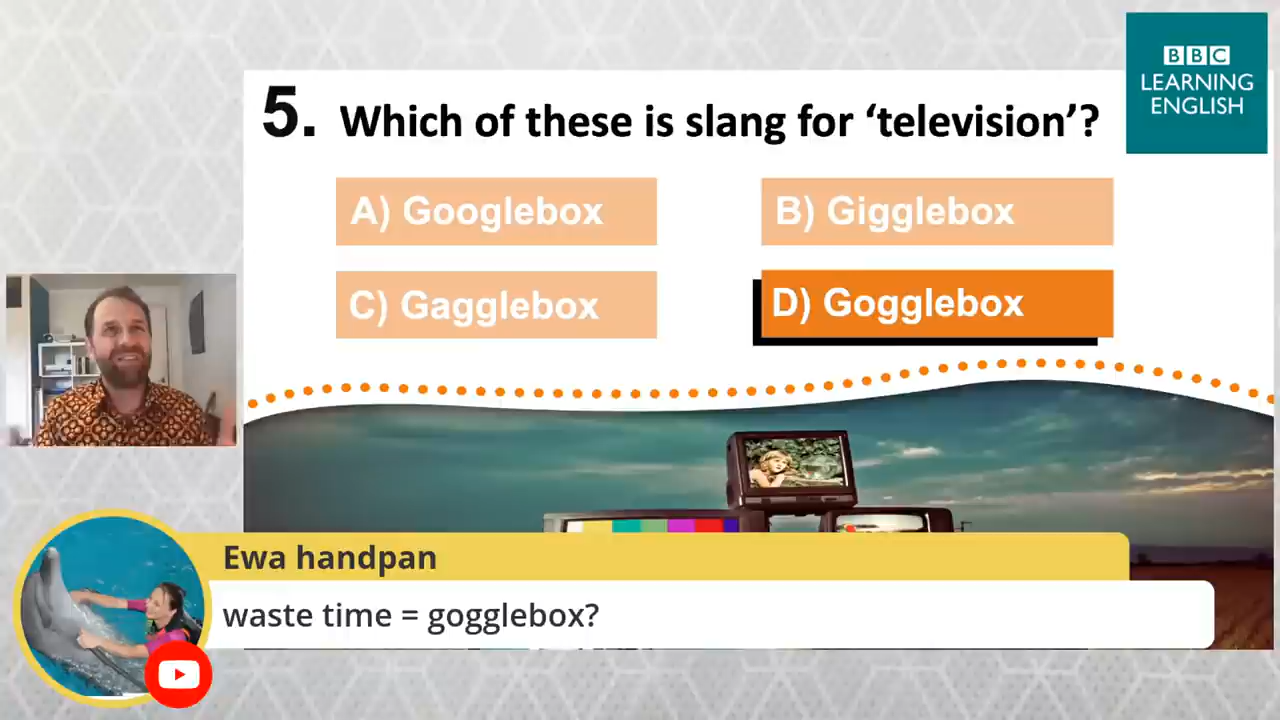 5. Which of these is slang for ‘television’?
BBC
LEARNING
ENGLISH
A) Googlebox
B) Gigglebox
C) Gagglebox
D) Gogglebox
Ewa handpan
waste time = gogglebox?